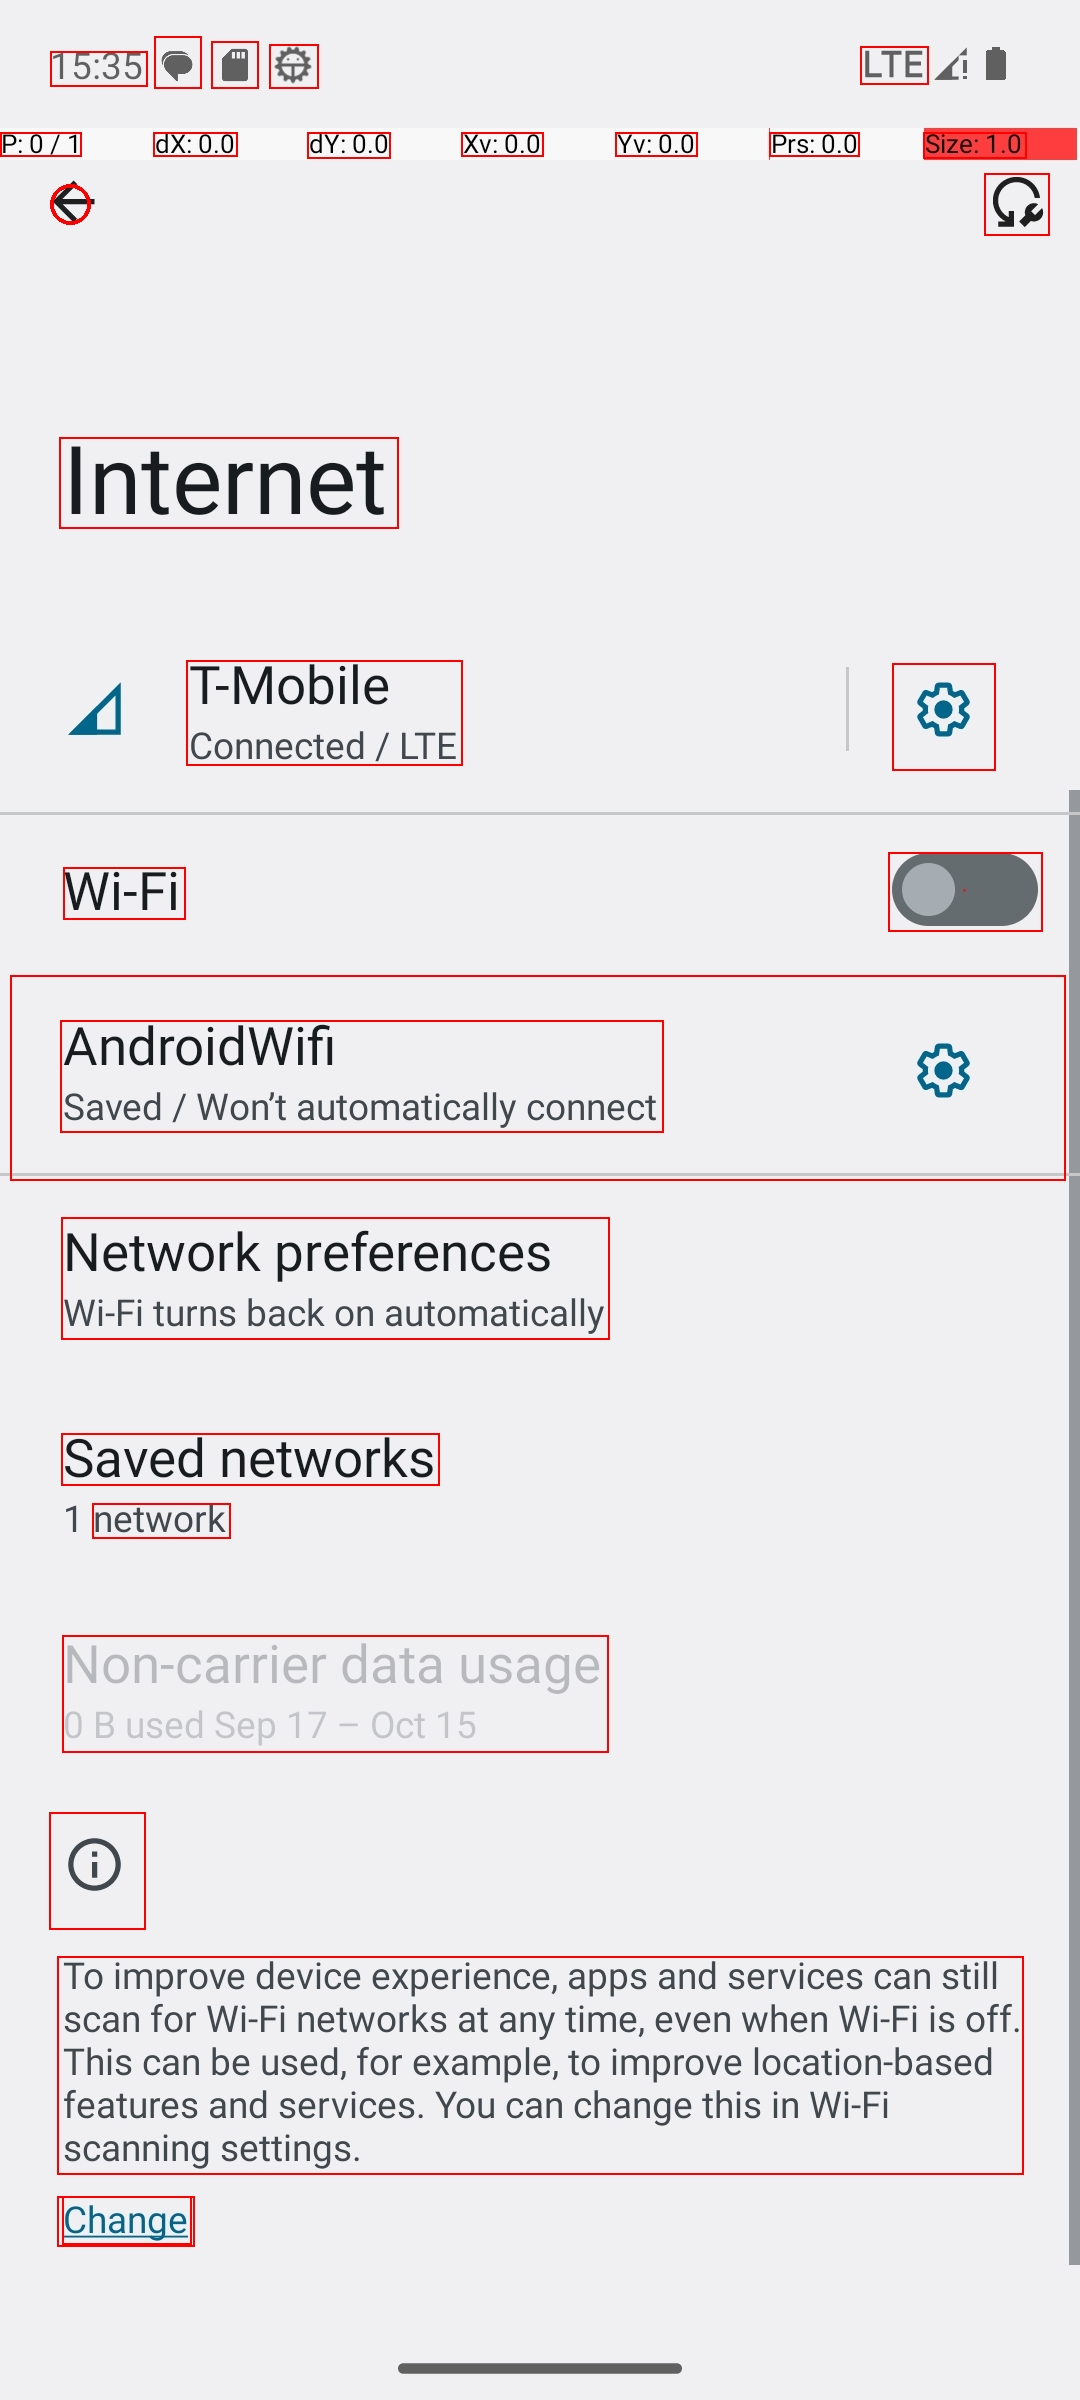 15:35
LTE
P: 0 / 1 dX: 0.0 dY: 0.0 Xv: 0.0 Yv: 0.0 Prs: 0.0 Size: 1.0
Internet
T-Mobile
Connected / LTE
Wi-Fi
AndroidWifi
Saved / Won’t automatically connect
Network preferences
Wi-Fi turns back on automatically
Saved networks
1 network
Non-carrier data usage
0 B used Sep 17 – Oct 15
To improve device experience, apps and services can still
scan for Wi-Fi networks at any time, even when Wi-Fi is off.
This can be used, for example, to improve location-based
features and services. You can change this in Wi-Fi
scanning settings.
Change